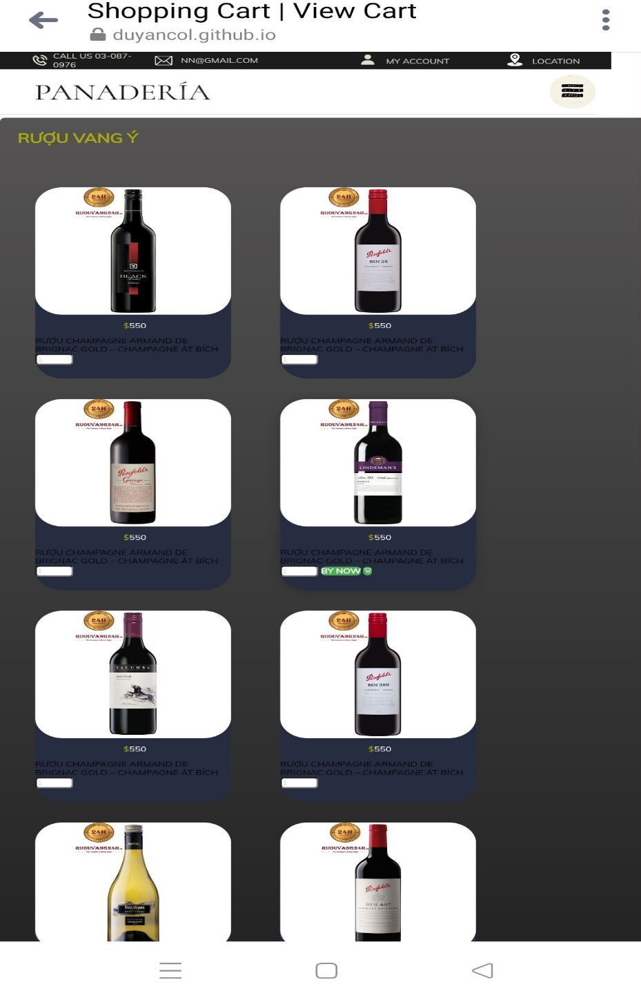 Shopping Cart | View Cart
duyancol.github.io
CALL US 03-087-
0976
NN@GMAIL.COM
MY ACCOUNT
LOCATION
PANADERÍA
RƯỢU VANG Ý
24H
RUOUVANG24H
BLACK
$550
RƯỢU CHAMPAGNE ARMAND DE
BRIGNAC GOLD – CHAMPAGNE ÁT BÍCH
1
24H
RUOUVANG24H
Penfolds
BIN 28
$550
RƯỢU CHAMPAGNE ARMAND DE
BRIGNAC GOLD – CHAMPAGNE ÁT BÍCH
1
24H
RUOUVANG24H
Penfolds
Grange
$550
RƯỢU CHAMPAGNE ARMAND DE
BRIGNAC GOLD – CHAMPAGNE ÁT BÍCH
1
24H
RUOUVANG24H
LINDEMAN'S
$550
RƯỢU CHAMPAGNE ARMAND DE
BRIGNAC GOLD – CHAMPAGNE ÁT BÍCH
BY NOW
24H
RUOUVANG24H
YALUMBA
$550
RƯỢU CHAMPAGNE ARMAND DE
BRIGNAC GOLD – CHAMPAGNE ÁT BÍCH
1
24H
RUOUVANG24H
Penfolds
BIN 389
$550
RƯỢU CHAMPAGNE ARMAND DE
BRIGNAC GOLD – CHAMPAGNE ÁT BÍCH
1
24H
RUOUVANG24H
24H
RUOUVANG24H
Penfolds
BIN 407